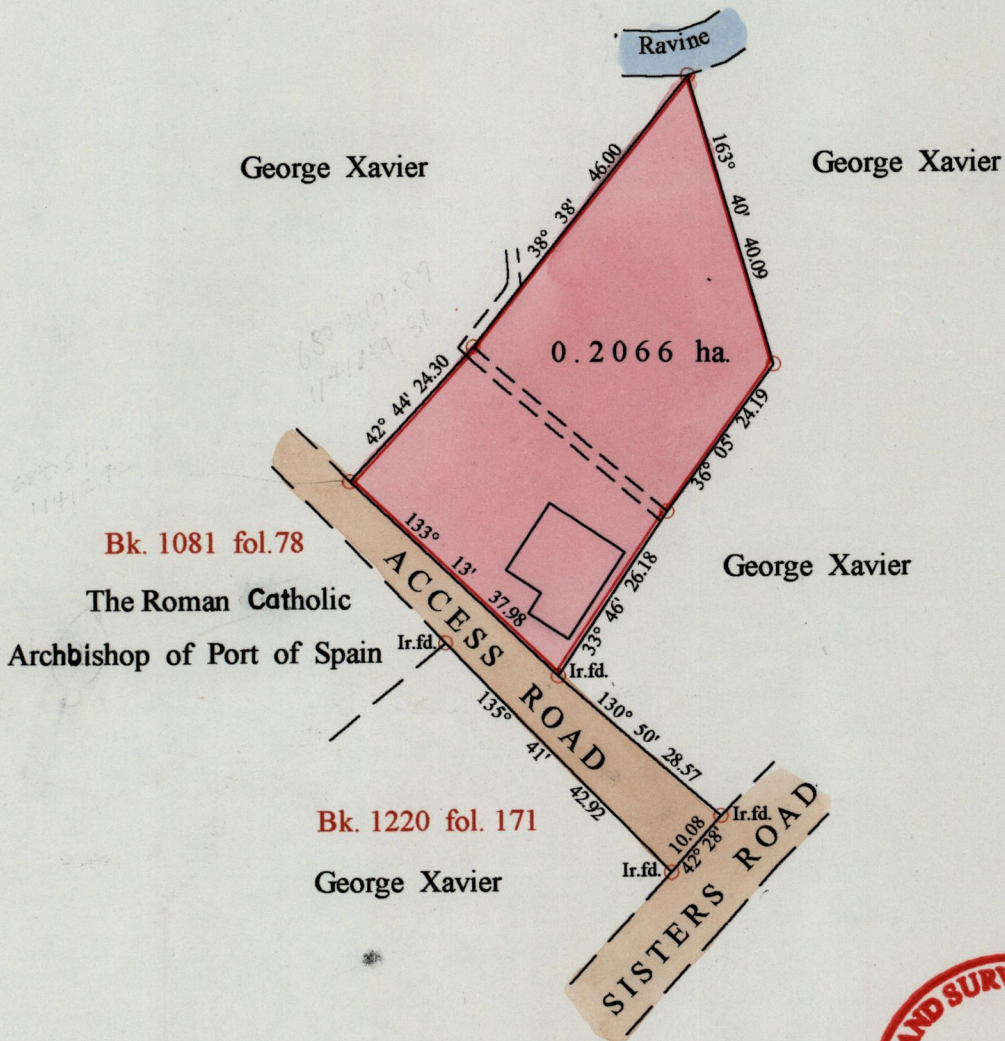 Ravine
George Xavier
George Xavier
46.00
38° 38'
163° 40' 40.09
0.2066 ha.
42° 44' 24.30
36° 05' 24.19
Bk. 1081 fol.78
133° 13' 37.98
33° 46' 26.18
George Xavier
The Roman Catholic
Archbishop of Port of Spain
Ir.fd.
ACCESS ROAD
Ir.fd.
130° 50' 28.57
135° 41' 42.92
Bk. 1220 fol. 171
George Xavier
10.08
42° 28'
Ir.fd.
Ir.fd.
SISTERS ROAD
AND SURV